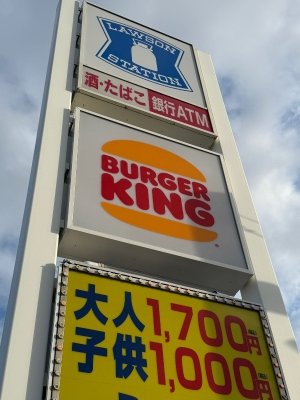 LAWSON
STATION
酒・たばこ 銀行ATM
BURGER
KING
大人1,700円
子供1,000円